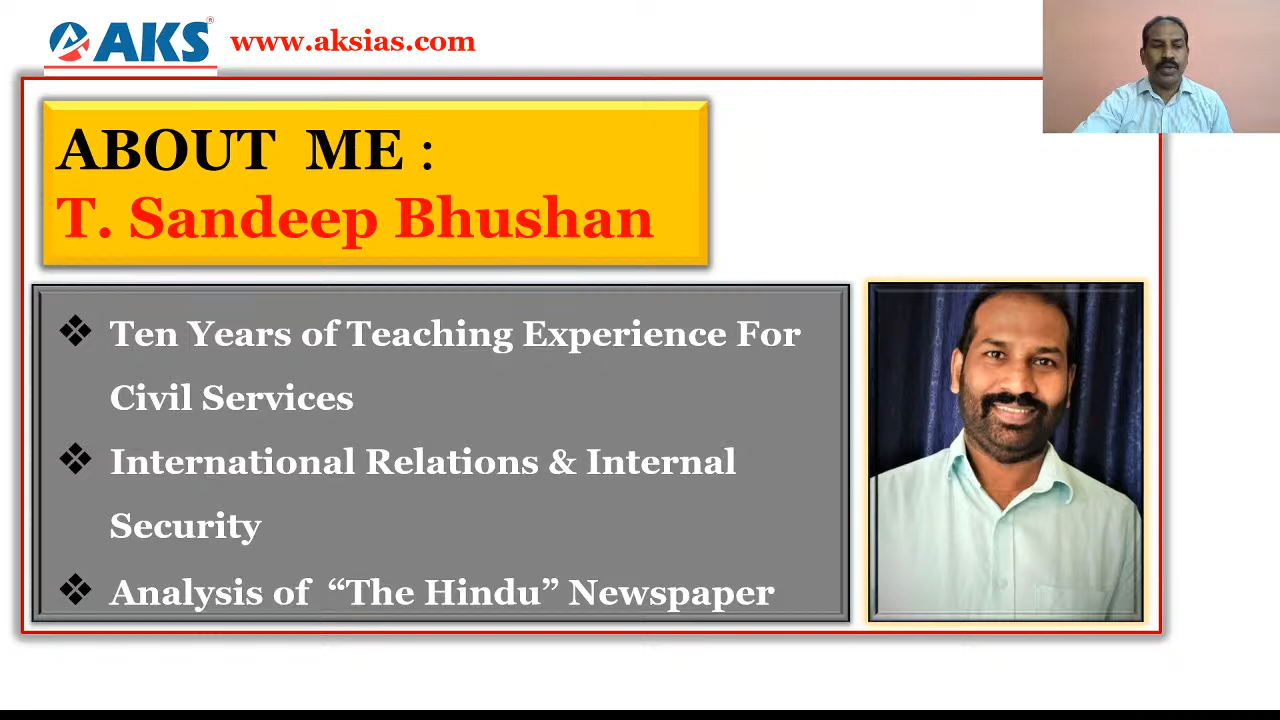 AKS® www.aksias.com
ABOUT ME :
T. Sandeep Bhushan
❖ Ten Years of Teaching Experience For
Civil Services
❖ International Relations & Internal
Security
❖ Analysis of “The Hindu” Newspaper